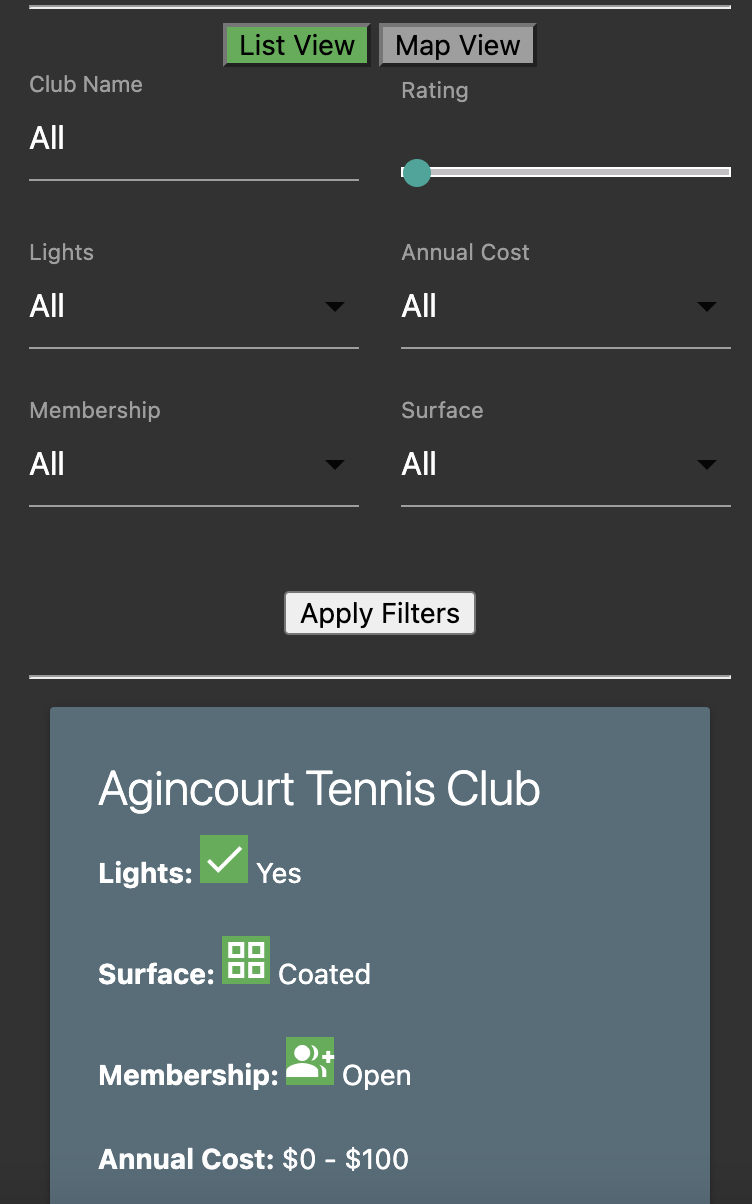 List View Map View
Club Name
Rating
All
Lights
Annual Cost
All
All
Membership
Surface
All
All
Apply Filters
Agincourt Tennis Club
Lights: Yes
Surface: Coated
Membership: Open
Annual Cost: $0 - $100